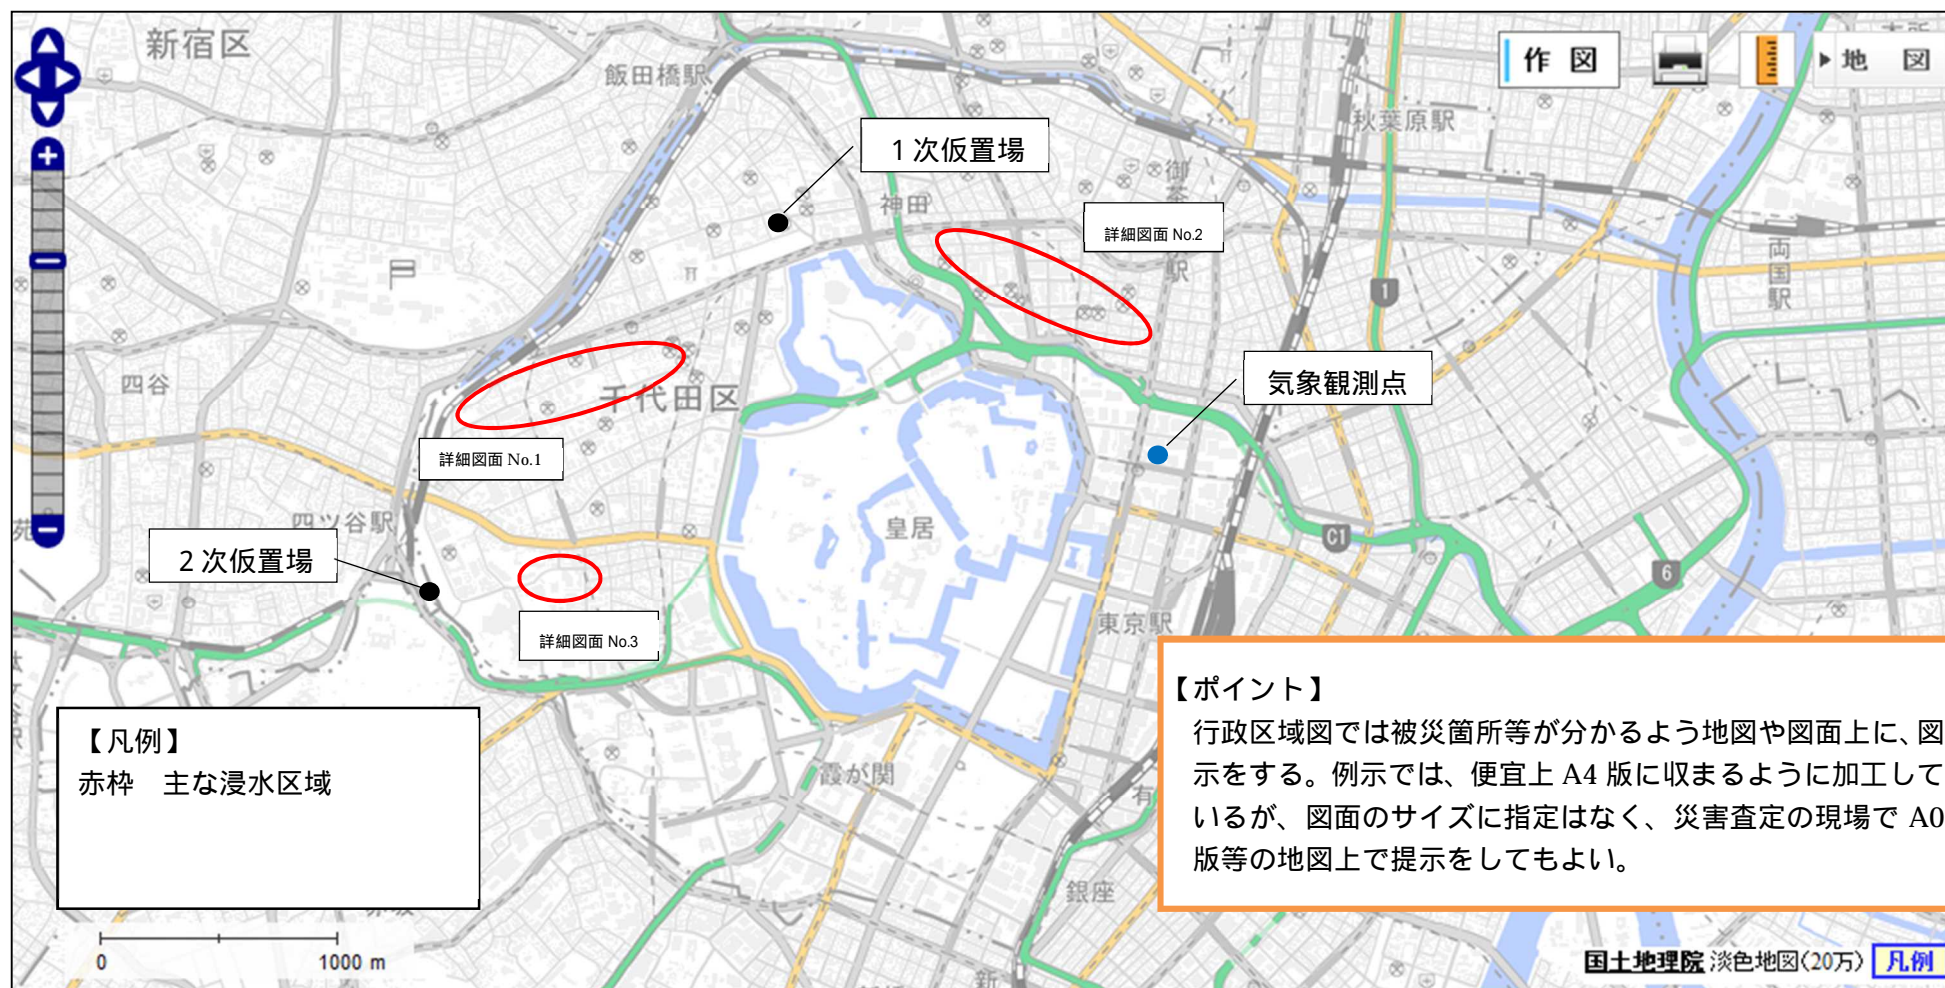 新宿区
飯田橋駅
作 図
地 図
秋葉原駅
1 次仮置場
神田
詳細図面 No.2
駅
両国駅
1
四谷
千代田区
気象観測点
詳細図面 No.1
四ツ谷駅
皇居
C1
2 次仮置場
6
東京駅
詳細図面 No.3
【ポイント】
行政区域図では被災箇所等が分かるよう地図や図面上に、図
示をする。例示では、便宜上 A4 版に収まるように加工して
いるが、図面のサイズに指定はなく、災害査定の現場で A0
版等の地図上で提示をしてもよい。
【凡例】
赤枠 主な浸水区域
霞が関
有
銀座
0
1000 m
新
国土地理院 淡色地図(20万) 凡例